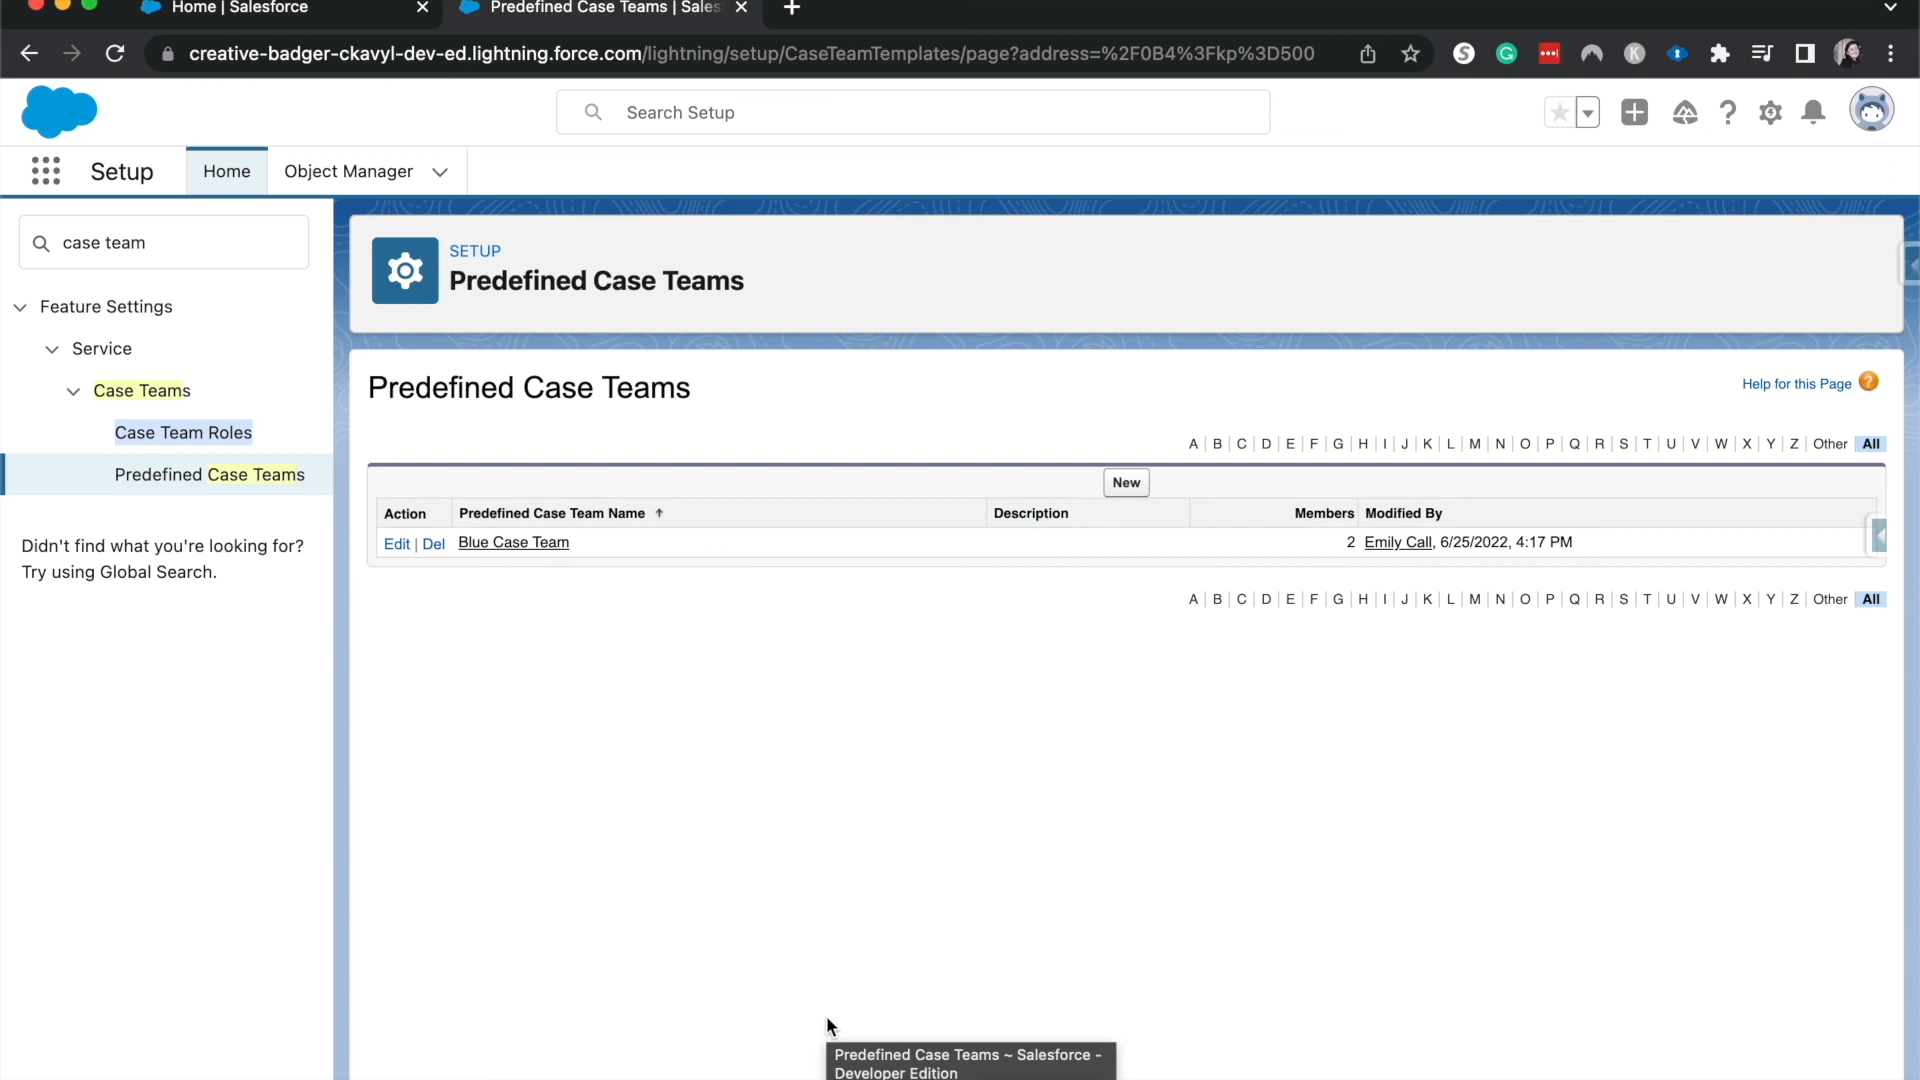 Home | Salesforce
Predefined Case Teams | Sales
creative-badger-ckavyl-dev-ed.lightning.force.com/lightning/setup/CaseTeamTemplates/page?address=%2F0B4%3Fkp%3D500
S
G
K
Search Setup
Setup
Home
Object Manager
case team
SETUP
Predefined Case Teams
Feature Settings
Service
Case Teams
Case Team Roles
Predefined Case Teams
Didn't find what you're looking for?
Try using Global Search.
Predefined Case Teams
Help for this Page ?
A | B | C | D | E | F | G | H | I | J | K | L | M | N | O | P | Q | R | S | T | U | V | W | X | Y | Z | Other | All
New
Action Predefined Case Team Name Description Members Modified By
Edit | Del Blue Case Team 2 Emily Call, 6/25/2022, 4:17 PM
A | B | C | D | E | F | G | H | I | J | K | L | M | N | O | P | Q | R | S | T | U | V | W | X | Y | Z | Other | All
Predefined Case Teams ~ Salesforce -
Developer Edition